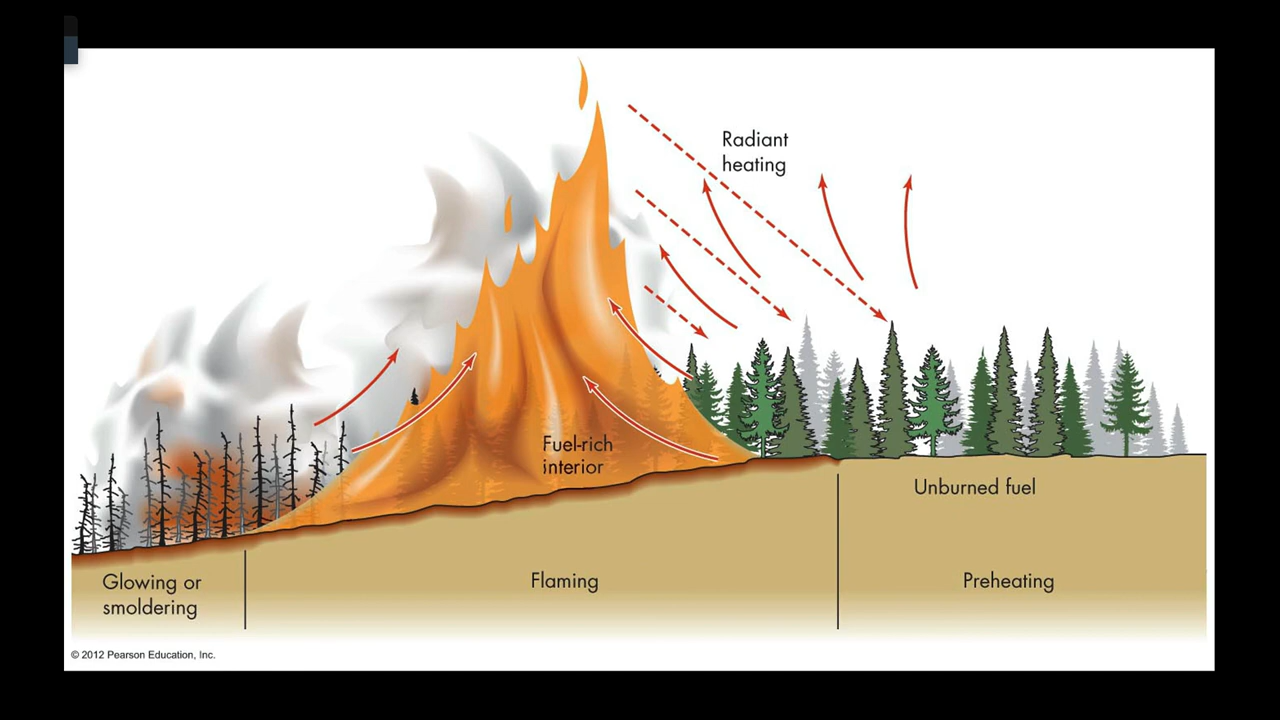 Radiant
heating
Fuel-rich
interior
Unburned fuel
Glowing or
smoldering
Flaming
Preheating
© 2012 Pearson Education, Inc.